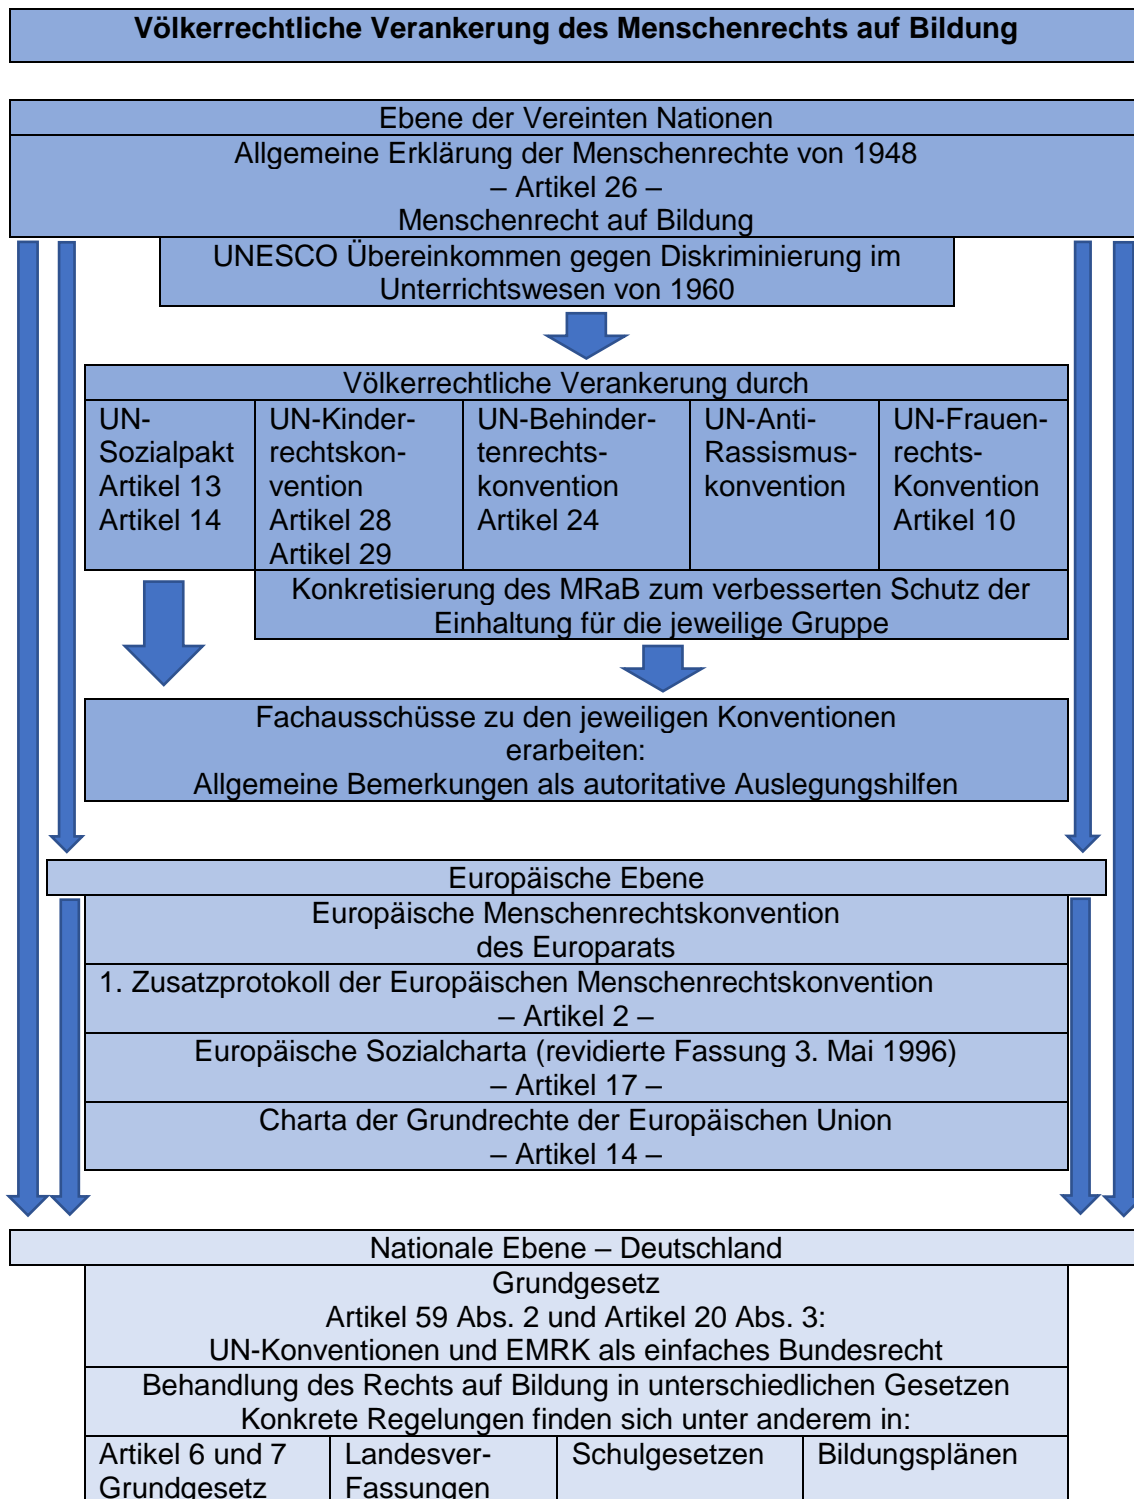 Völkerrechtliche Verankerung des Menschenrechts auf Bildung
Ebene der Vereinten Nationen
Allgemeine Erklärung der Menschenrechte von 1948
– Artikel 26 –
Menschenrecht auf Bildung
UNESCO Übereinkommen gegen Diskriminierung im
Unterrichtswesen von 1960
Völkerrechtliche Verankerung durch
UN-
Sozialpakt
Artikel 13
Artikel 14
UN-Kinder-
rechtskon-
vention
Artikel 28
Artikel 29
UN-Behinder-
tenrechts-
konvention
Artikel 24
UN-Anti-
Rassismus-
konvention
UN-Frauen-
rechts-
Konvention
Artikel 10
Konkretisierung des MRaB zum verbesserten Schutz der
Einhaltung für die jeweilige Gruppe
Fachausschüsse zu den jeweiligen Konventionen
erarbeiten:
Allgemeine Bemerkungen als autoritative Auslegungshilfen
Europäische Ebene
Europäische Menschenrechtskonvention
des Europarats
1. Zusatzprotokoll der Europäischen Menschenrechtskonvention
– Artikel 2 –
Europäische Sozialcharta (revidierte Fassung 3. Mai 1996)
– Artikel 17 –
Charta der Grundrechte der Europäischen Union
– Artikel 14 –
Nationale Ebene – Deutschland
Grundgesetz
Artikel 59 Abs. 2 und Artikel 20 Abs. 3:
UN-Konventionen und EMRK als einfaches Bundesrecht
Behandlung des Rechts auf Bildung in unterschiedlichen Gesetzen
Konkrete Regelungen finden sich unter anderem in:
Artikel 6 und 7
Grundgesetz
Landesver-
Fassungen
Schulgesetzen
Bildungsplänen